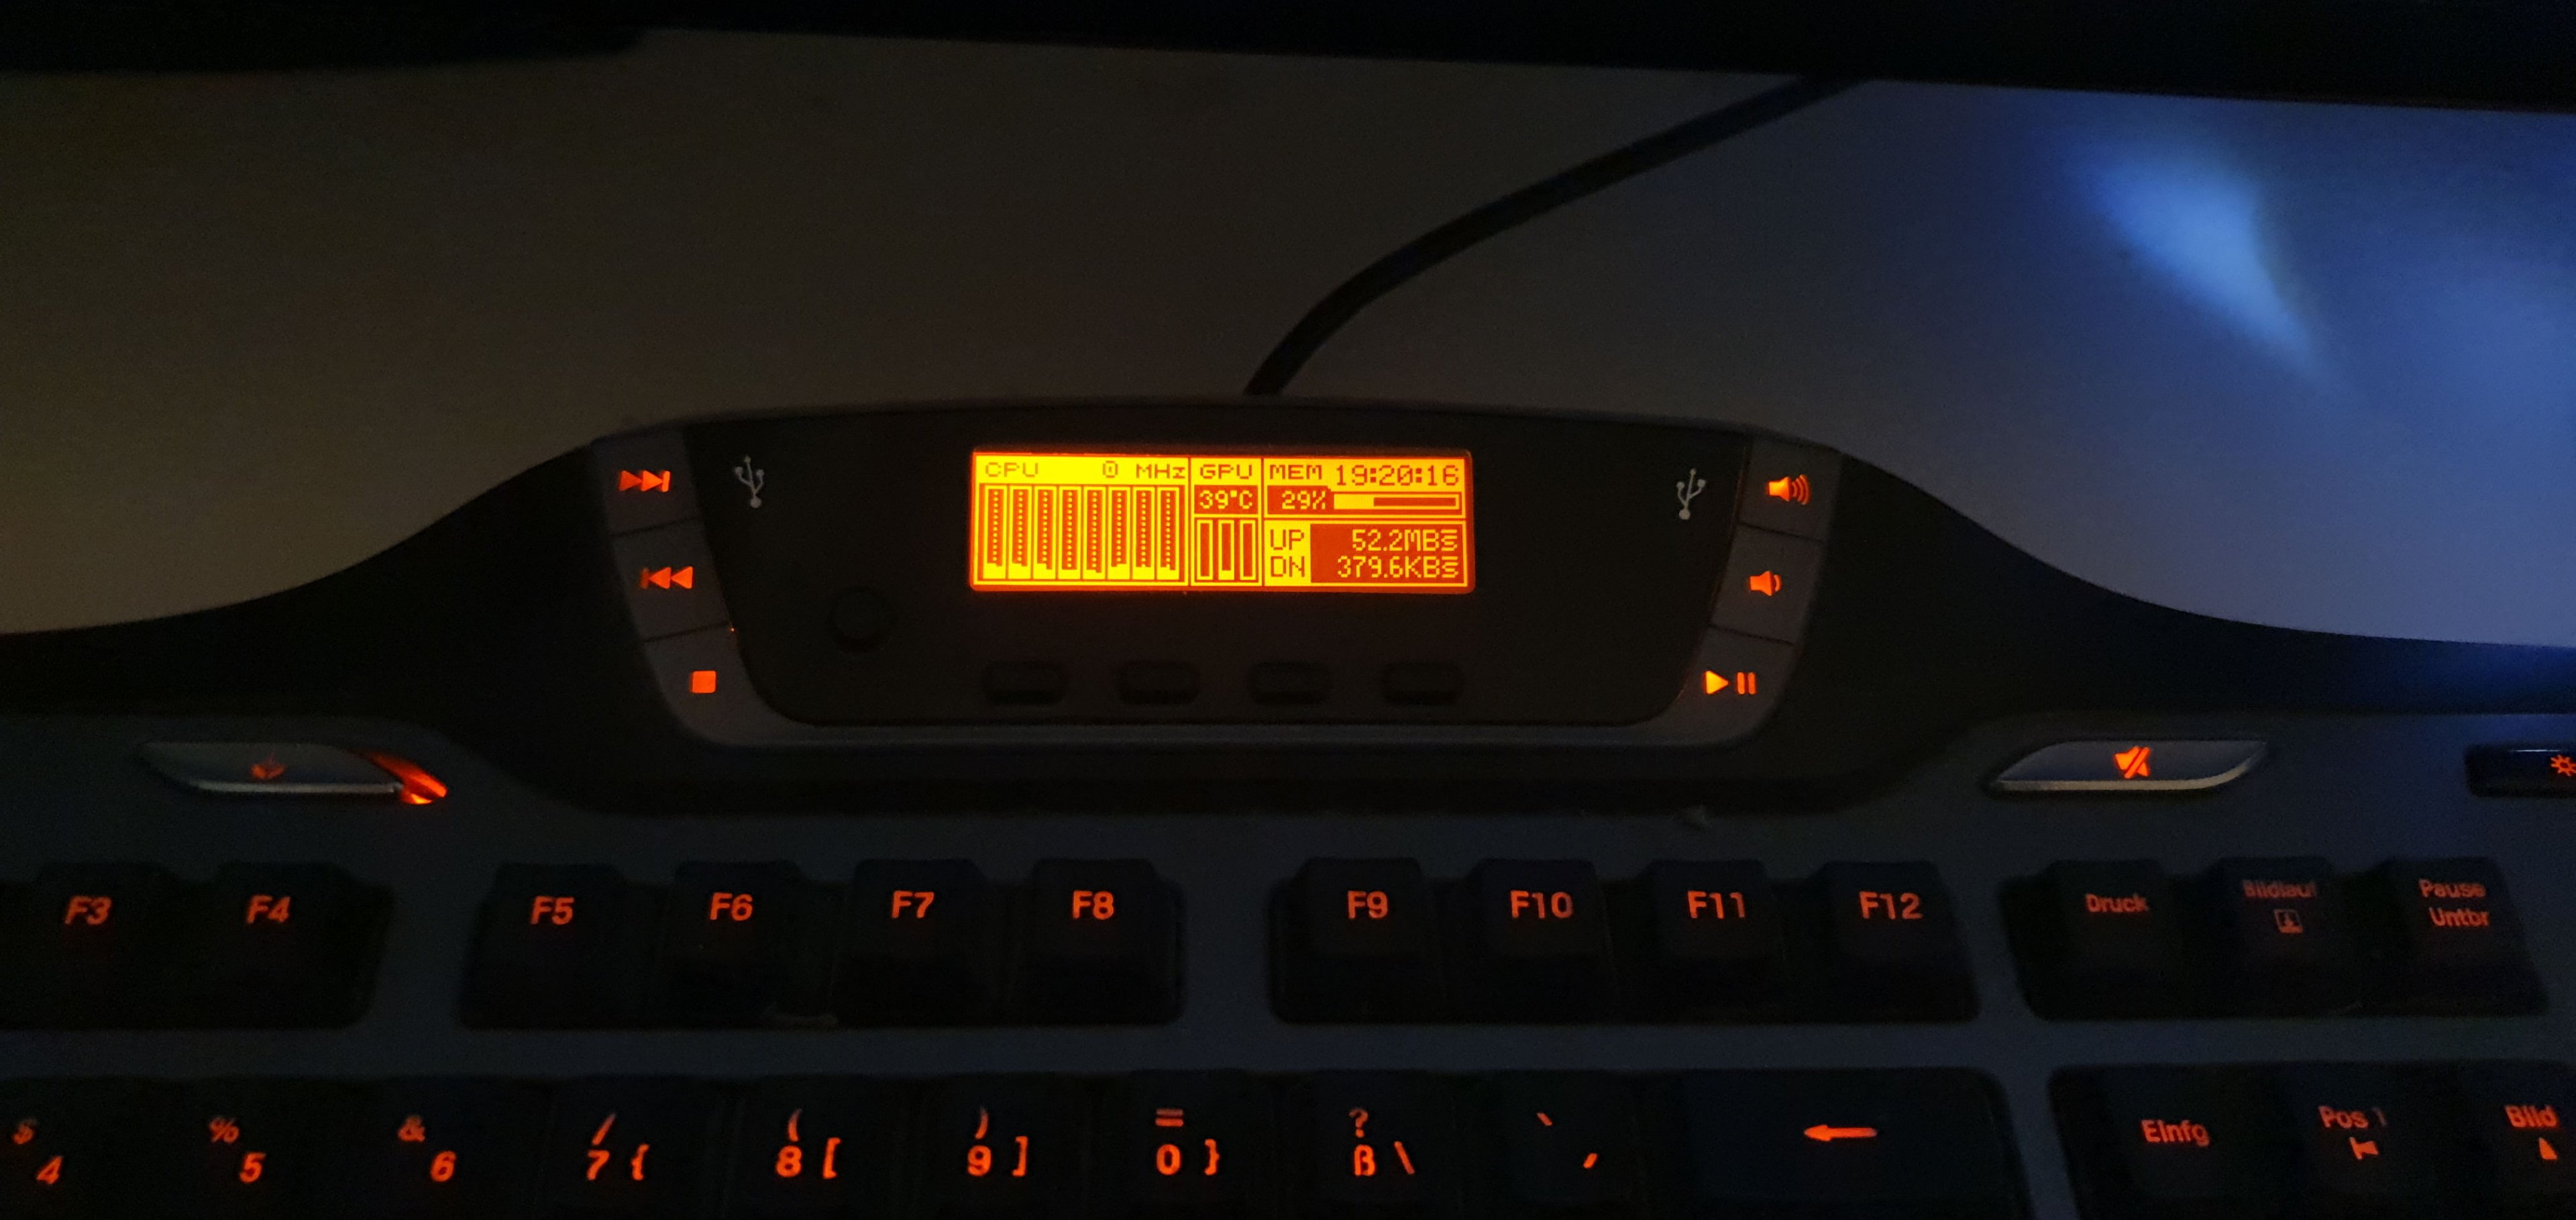 CPU 0 MHz GPU MEM 19:20:16
39°C 29%
UP 52.2MBs
DN 379.6KBs
F3 F4 F5 F6 F7 F8 F9 F10 F11 F12 Druck Bildlauf Pause
Untbr
$ % & / ( ) = ? `
4 5 6 7 { 8 [ 9 ] 0 } ß \ ´ Einfg Pos 1 Bild